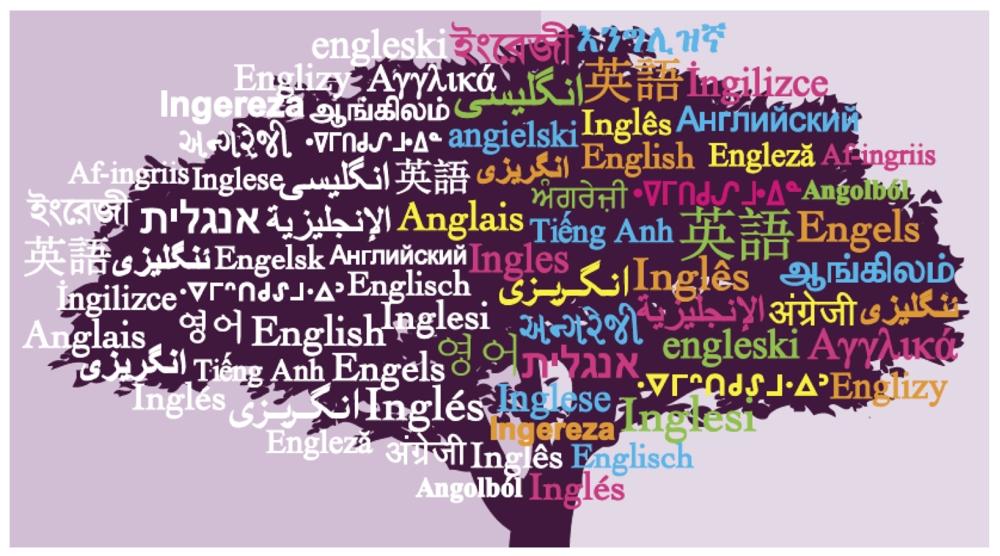 engleski ইংরেজী እንግሊዝኛ
Englizy Αγγλικά انگلیسی 英語 İngilizce
Ingereza ஆங்கிலம் angielski Inglês Английский
અંગ્રેજી ᐧᐁᒥᑎᑯᔑᒧᐧᐃᓐ English Engleză Af-ingriis
Af-ingriis Inglese انگلیسی 英語 انگریزی ਅੰਗਰੇਜ਼ੀ Angolból
ইংরেজী אנגלית الإنجليزية Anglais Tiếng Anh 英語 Engels
英語 ئنگلیزی Engelsk Английский Ingles Inglês ஆங்கிலம்
İngilizce Englisch انگریزی الإنجليزية अंग्रेजी ئنگلیزی
Anglais 영어 English Inglesi અંગ્રેજી engleski Αγγλικά
انگریزی Tiếng Anh Engels 영어 אנגלית Englizy
Inglés انگریزی Inglés Inglese Inglesi
Engleză अंग्रेजी Inglês Ingereza Englisch
Angolból Inglés